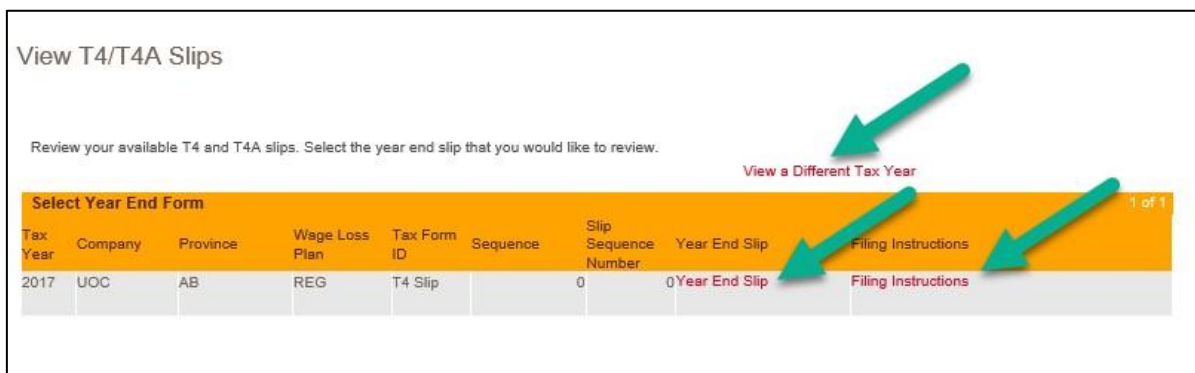 View T4/T4A Slips
Review your available T4 and T4A slips. Select the year end slip that you would like to review.
View a Different Tax Year
Select Year End Form 1 of 1
Tax Year Company Province Wage Loss Plan Tax Form ID Sequence Slip Sequence Number Year End Slip Filing Instructions
2017 UOC AB REG T4 Slip 0 0 Year End Slip Filing Instructions